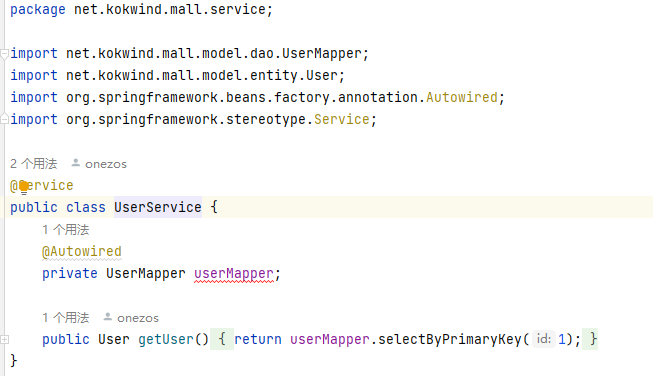 package net.kokwind.mall.service;
import net.kokwind.mall.model.dao.UserMapper;
import net.kokwind.mall.model.entity.User;
import org.springframework.beans.factory.annotation.Autowired;
import org.springframework.stereotype.Service;
2 个用法 onezos
@Service
public class UserService {
1 个用法
@Autowired
private UserMapper userMapper;
1 个用法 onezos
public User getUser() { return userMapper.selectByPrimaryKey( id: 1); }
}